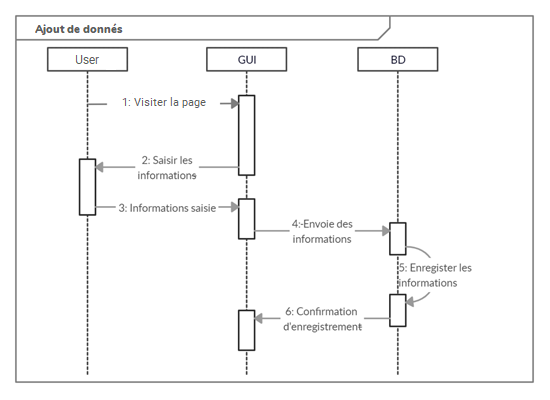 Ajout de donnés
User
GUI
BD
1: Visiter la page
2: Saisir les
informations
3: Informations saisie
4: Envoie des
informations
5: Enregister les
informations
6: Confirmation
d'enregistrement